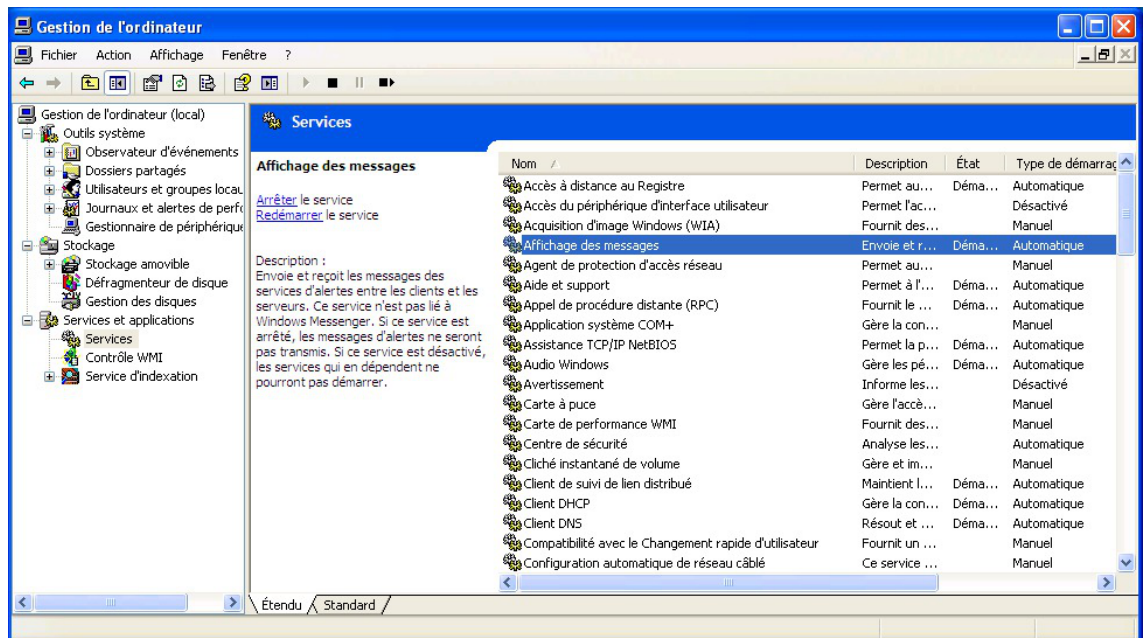 Gestion de l'ordinateur
Fichier Action Affichage Fenêtre ?
Gestion de l'ordinateur (local)
Outils système
Observateur d'événements
Dossiers partagés
Utilisateurs et groupes locau
Journaux et alertes de perfo
Gestionnaire de périphérique
Stockage
Stockage amovible
Défragmenteur de disque
Gestion des disques
Services et applications
Services
Contrôle WMI
Service d'indexation
Services
Affichage des messages
Arrêter le service
Redémarrer le service
Description :
Envoie et reçoit les messages des
services d'alertes entre les clients et les
serveurs. Ce service n'est pas lié à
Windows Messenger. Si ce service est
arrêté, les messages d'alertes ne seront
pas transmis. Si ce service est désactivé,
les services qui en dépendent ne
pourront pas démarrer.
Nom Description État Type de démarrag
Accès à distance au Registre Permet au... Déma... Automatique
Accès du périphérique d'interface utilisateur Permet l'ac... Désactivé
Acquisition d'image Windows (WIA) Fournit des... Manuel
Affichage des messages Envoie et r... Déma... Automatique
Agent de protection d'accès réseau Permet au... Manuel
Aide et support Permet à l'... Déma... Automatique
Appel de procédure distante (RPC) Fournit le ... Déma... Automatique
Application système COM+ Gère la con... Manuel
Assistance TCP/IP NetBIOS Permet la p... Déma... Automatique
Audio Windows Gère les pé... Déma... Automatique
Avertissement Informe les... Désactivé
Carte à puce Gère l'accè... Manuel
Carte de performance WMI Fournit des... Manuel
Centre de sécurité Analyse les... Automatique
Cliché instantané de volume Gère et im... Manuel
Client de suivi de lien distribué Maintient l... Déma... Automatique
Client DHCP Gère la con... Déma... Automatique
Client DNS Résout et ... Déma... Automatique
Compatibilité avec le Changement rapide d'utilisateur Fournit un ... Manuel
Configuration automatique de réseau câblé Ce service ... Manuel
Étendu Standard